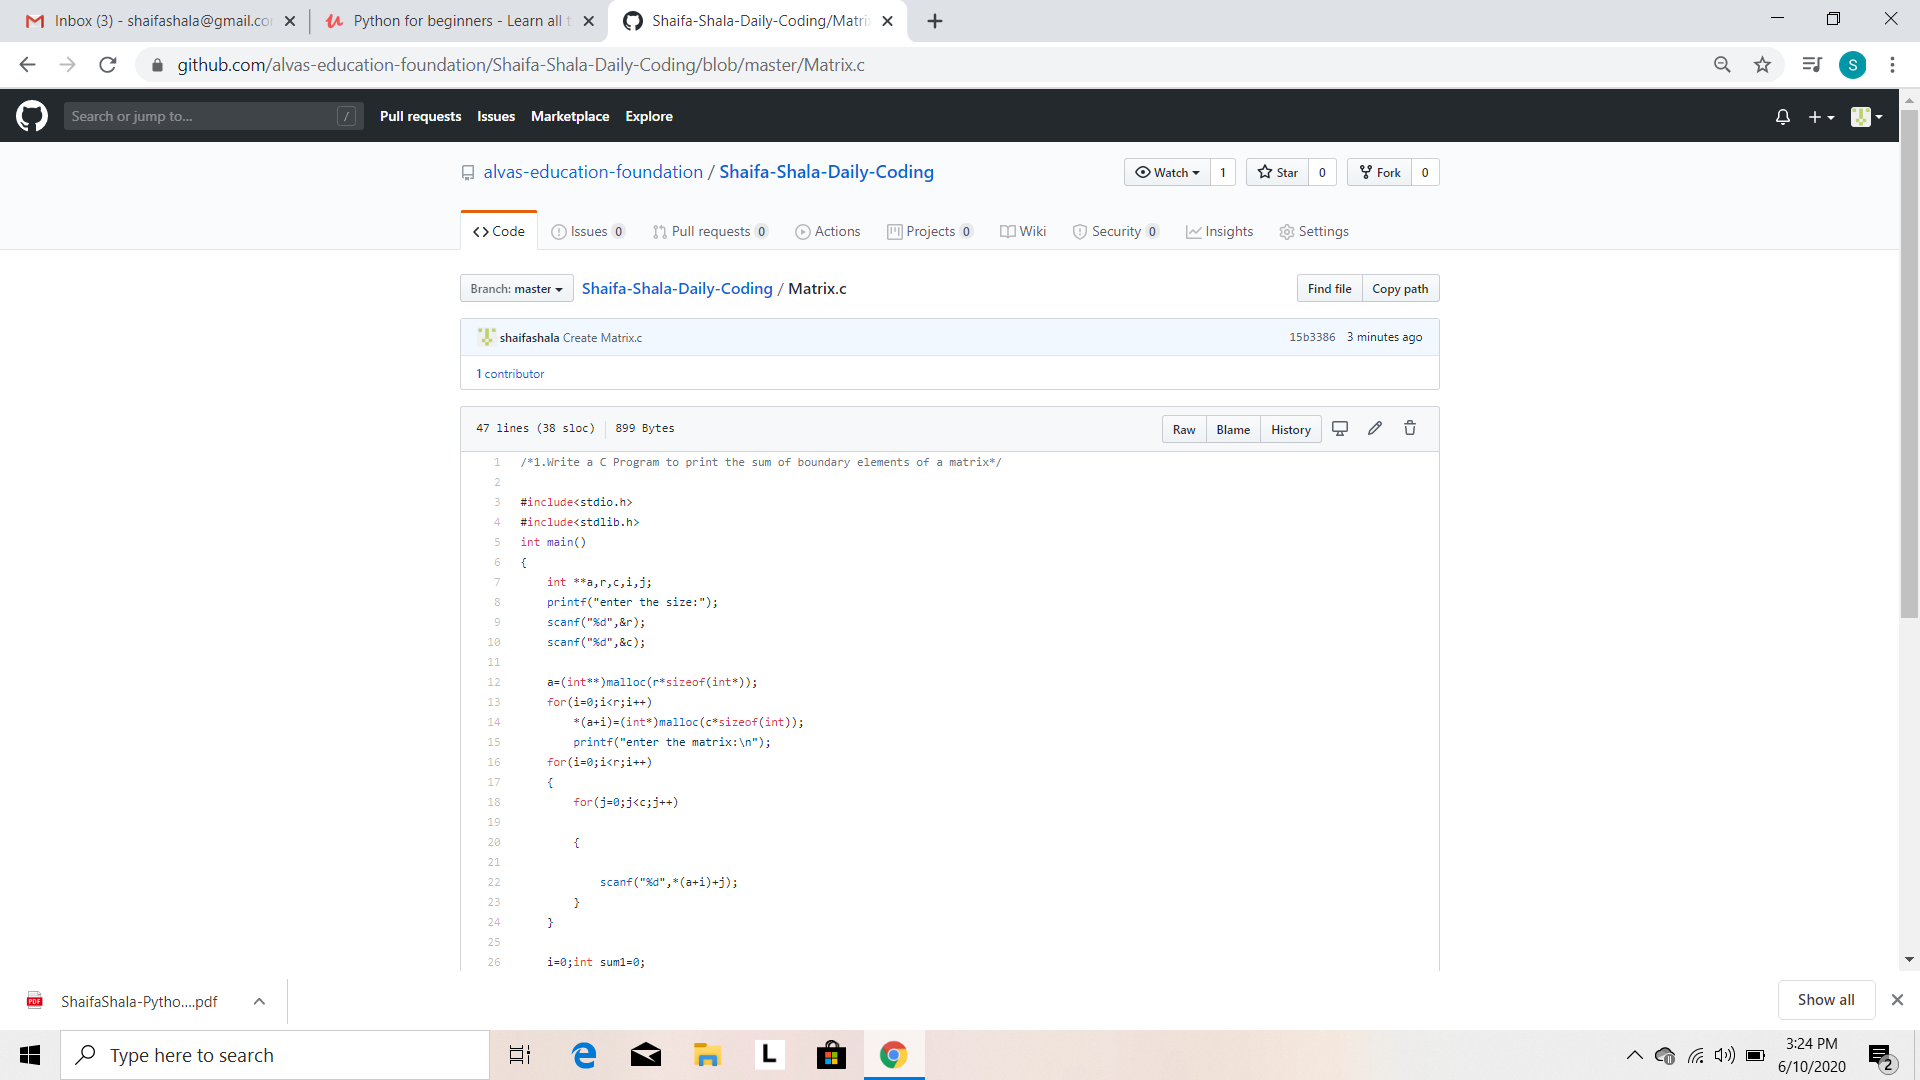 Inbox (3) - shaifashala@gmail.co
Python for beginners - Learn all t
Shaifa-Shala-Daily-Coding/Matri
github.com/alvas-education-foundation/Shaifa-Shala-Daily-Coding/blob/master/Matrix.c
S
Search or jump to...
/
Pull requests
Issues
Marketplace
Explore
alvas-education-foundation / Shaifa-Shala-Daily-Coding
Watch 1
Star 0
Fork 0
Code
Issues 0
Pull requests 0
Actions
Projects 0
Wiki
Security 0
Insights
Settings
Branch: master
Shaifa-Shala-Daily-Coding / Matrix.c
Find file
Copy path
shaifashala Create Matrix.c
15b3386 3 minutes ago
1 contributor
47 lines (38 sloc) 899 Bytes
Raw
Blame
History
1 /*1.Write a C Program to print the sum of boundary elements of a matrix*/
2
3 #include<stdio.h>
4 #include<stdlib.h>
5 int main()
6 {
7 int **a,r,c,i,j;
8 printf("enter the size:");
9 scanf("%d",&r);
10 scanf("%d",&c);
11
12 a=(int**)malloc(r*sizeof(int*));
13 for(i=0;i<r;i++)
14 *(a+i)=(int*)malloc(c*sizeof(int));
15 printf("enter the matrix:\n");
16 for(i=0;i<r;i++)
17 {
18 for(j=0;j<c;j++)
19
20 {
21
22 scanf("%d",*(a+i)+j);
23 }
24 }
25
26 i=0;int sum1=0;
PDF
ShaifaShala-Pytho....pdf
Show all
Type here to search
L
3:24 PM
6/10/2020
2